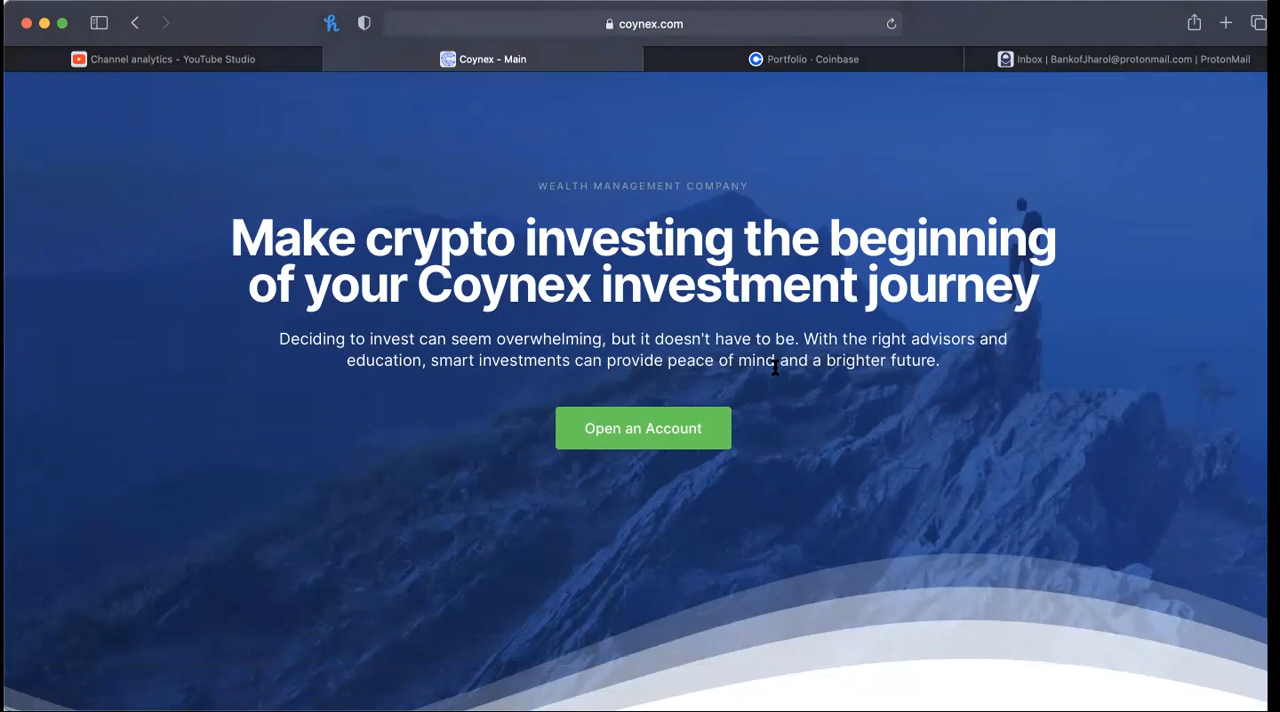 coynex.com
Channel analytics - YouTube Studio
Coynex - Main
Portfolio · Coinbase
Inbox | BankofJharol@protonmail.com | ProtonMail
WEALTH MANAGEMENT COMPANY
Make crypto investing the beginning
of your Coynex investment journey
Deciding to invest can seem overwhelming, but it doesn't have to be. With the right advisors and
education, smart investments can provide peace of mind and a brighter future.
Open an Account